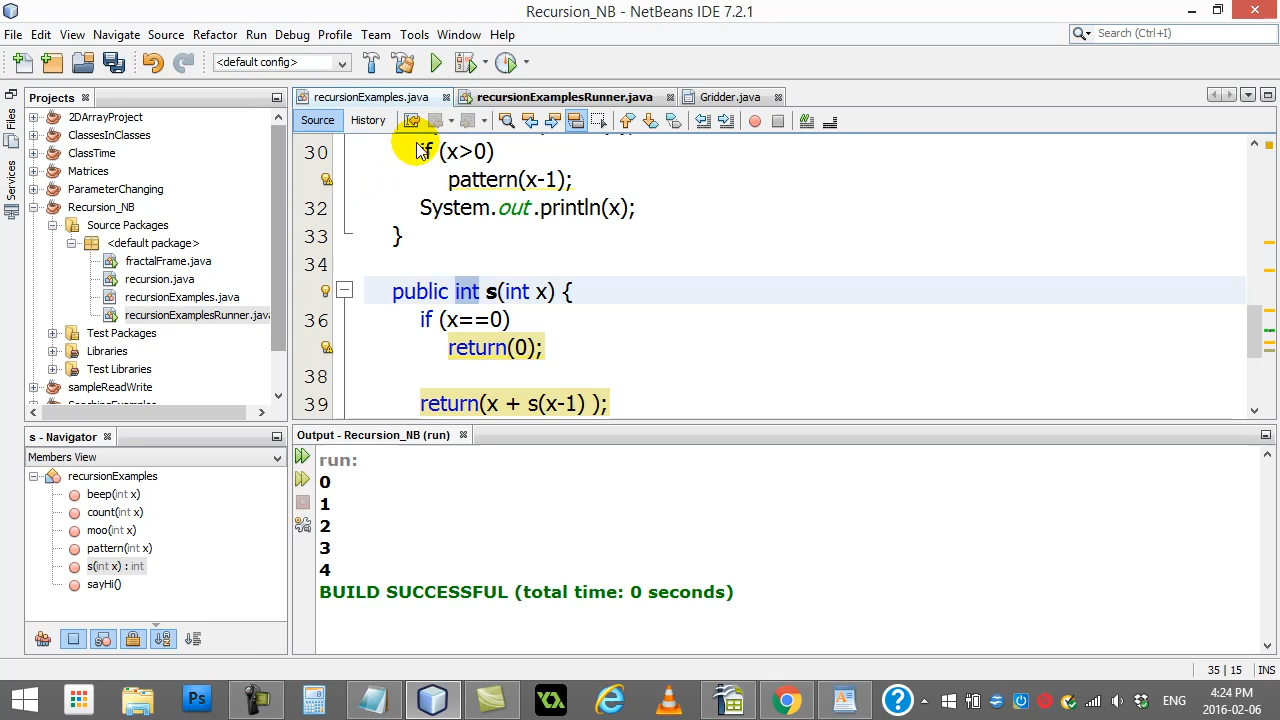 Recursion_NB - NetBeans IDE 7.2.1
File Edit View Navigate Source Refactor Run Debug Profile Team Tools Window Help
Search (Ctrl+I)
<default config>
Projects
recursionExamples.java
recursionExamplesRunner.java
Gridder.java
Source History
Files
Services
2DArrayProject
ClassesInClasses
ClassTime
Matrices
ParameterChanging
Recursion_NB
Source Packages
<default package>
fractalFrame.java
recursion.java
recursionExamples.java
recursionExamplesRunner.java
Test Packages
Libraries
Test Libraries
sampleReadWrite
30 if (x>0)
pattern(x-1);
32 System.out.println(x);
33 }
34
public int s(int x) {
36 if (x==0)
return(0);
38
39 return(x + s(x-1) );
s - Navigator
Members View
recursionExamples
beep(int x)
count(int x)
moo(int x)
pattern(int x)
s(int x) : int
sayHi()
Output - Recursion_NB (run)
run:
0
1
2
3
4
BUILD SUCCESSFUL (total time: 0 seconds)
35 | 15 INS
Ps
ENG
4:24 PM
2016-02-06